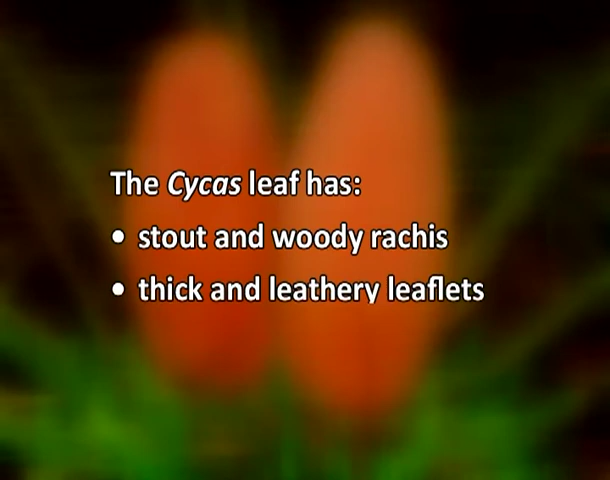 The Cycas leaf has:
• stout and woody rachis
• thick and leathery leaflets